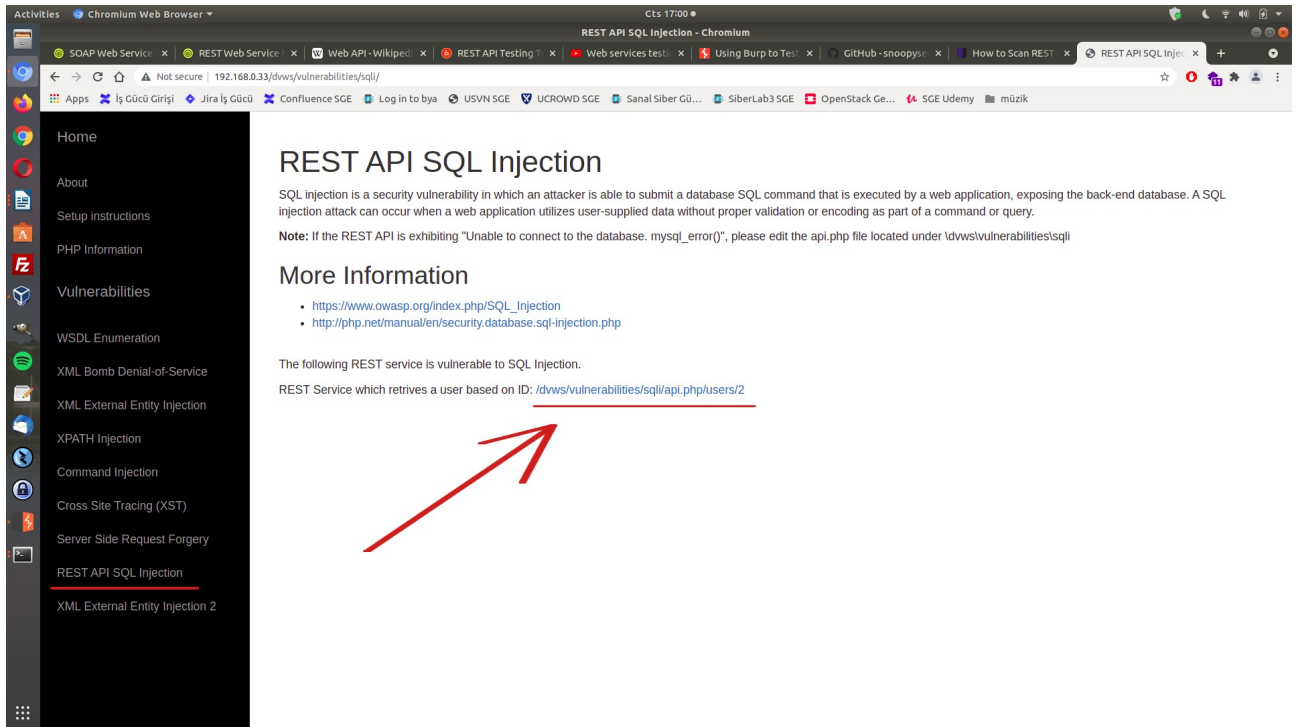 Activities Chromium Web Browser Cts 17:00
REST API SQL Injection - Chromium
SOAP Web Service REST Web Service Web API - Wikiped REST API Testing Web services testi Using Burp to Tes GitHub - snoopyse How to Scan REST REST API SQL Injec
Not secure 192.168.0.33/dvws/vulnerabilities/sqli/
Apps İş Gücü Girişi Jira İş Gücü Confluence SGE Log in to bya USVN SGE UCROWD SGE Sanal Siber Gü... SiberLab3 SGE OpenStack Ge... SGE Udemy müzik
Home
About
Setup instructions
PHP Information
Vulnerabilities
WSDL Enumeration
XML Bomb Denial-of-Service
XML External Entity Injection
XPATH Injection
Command Injection
Cross Site Tracing (XST)
Server Side Request Forgery
REST API SQL Injection
XML External Entity Injection 2
REST API SQL Injection
SQL injection is a security vulnerability in which an attacker is able to submit a database SQL command that is executed by a web application, exposing the back-end database. A SQL
injection attack can occur when a web application utilizes user-supplied data without proper validation or encoding as part of a command or query.
Note: If the REST API is exhibiting "Unable to connect to the database. mysql_error()", please edit the api.php file located under \dvws\vulnerabilities\sqli
More Information
https://www.owasp.org/index.php/SQL_Injection
http://php.net/manual/en/security.database.sql-injection.php
The following REST service is vulnerable to SQL Injection.
REST Service which retrives a user based on ID: /dvws/vulnerabilities/sqli/api.php/users/2